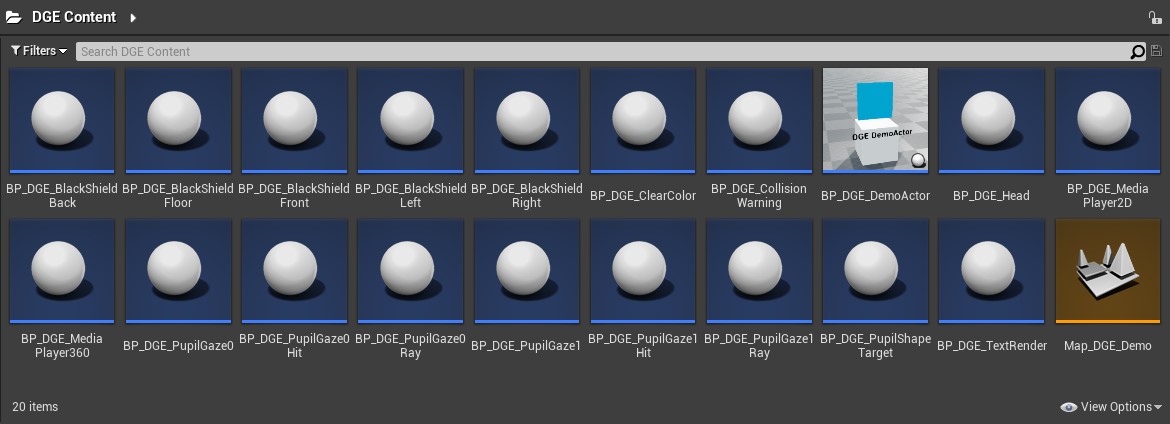 DGE Content
Filters
Search DGE Content
BP_DGE_BlackShield
Back
BP_DGE_BlackShield
Floor
BP_DGE_BlackShield
Front
BP_DGE_BlackShield
Left
BP_DGE_BlackShield
Right
BP_DGE_ClearColor
BP_DGE_Collision
Warning
DGE DemoActor
BP_DGE_DemoActor
BP_DGE_Head
BP_DGE_Media
Player2D
BP_DGE_Media
Player360
BP_DGE_PupilGaze0
BP_DGE_PupilGaze0
Hit
BP_DGE_PupilGaze0
Ray
BP_DGE_PupilGaze1
BP_DGE_PupilGaze1
Hit
BP_DGE_PupilGaze1
Ray
BP_DGE_PupilShape
Target
BP_DGE_TextRender
Map_DGE_Demo
20 items
View Options